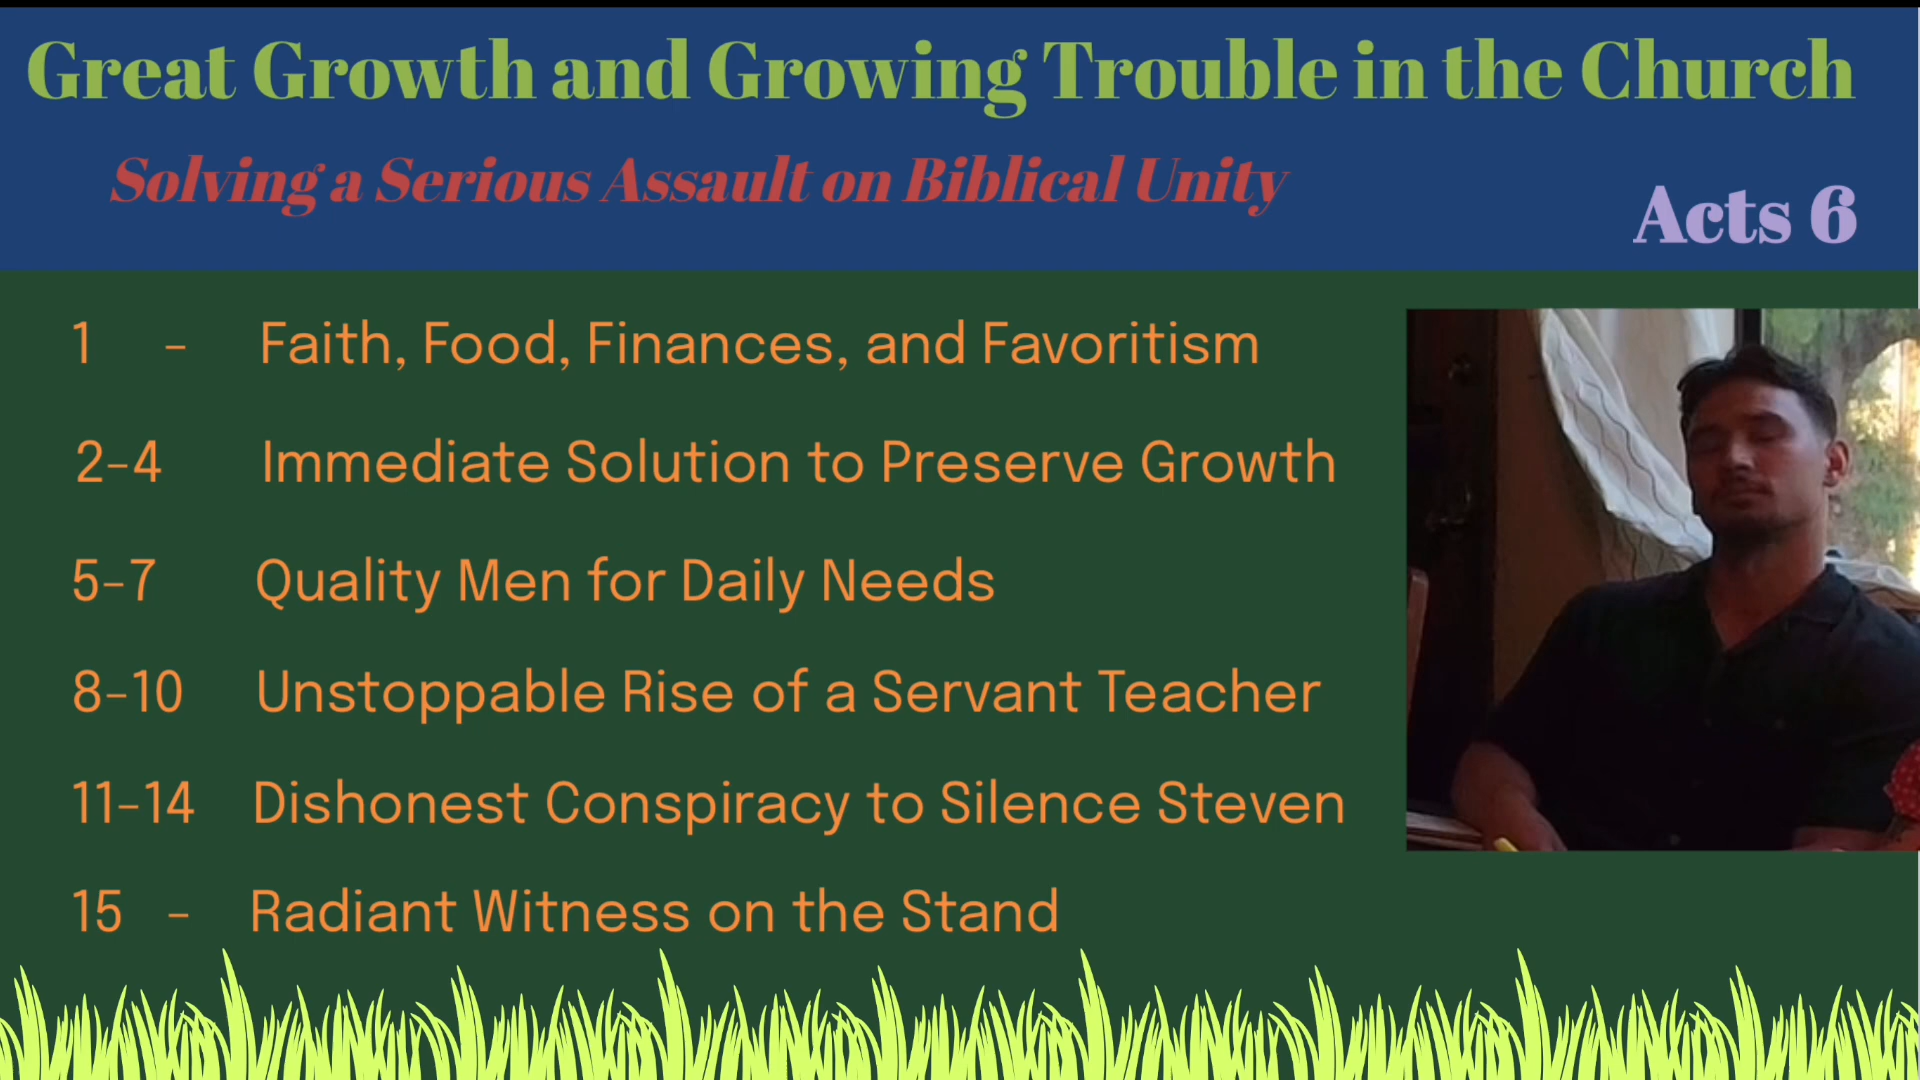 Great Growth and Growing Trouble in the Church
Solving a Serious Assault on Biblical Unity
Acts 6
1 - Faith, Food, Finances, and Favoritism
2-4 Immediate Solution to Preserve Growth
5-7 Quality Men for Daily Needs
8-10 Unstoppable Rise of a Servant Teacher
11-14 Dishonest Conspiracy to Silence Steven
15 - Radiant Witness on the Stand